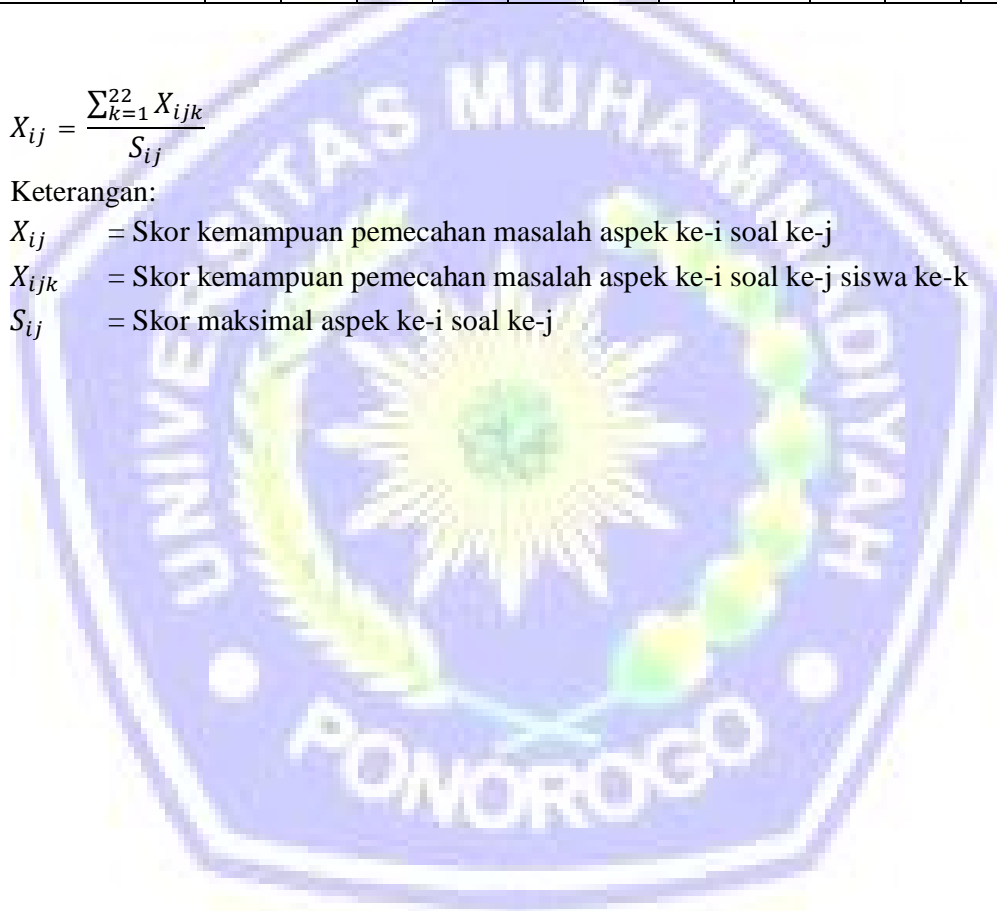 X_{ij} = \frac{\sum_{k=1}^{22} X_{ijk}}{S_{ij}}
Keterangan:
X_{ij} = Skor kemampuan pemecahan masalah aspek ke-i soal ke-j
X_{ijk} = Skor kemampuan pemecahan masalah aspek ke-i soal ke-j siswa ke-k
S_{ij} = Skor maksimal aspek ke-i soal ke-j
UNIVERSITAS MUHAMMADIYAH
PONOROGO